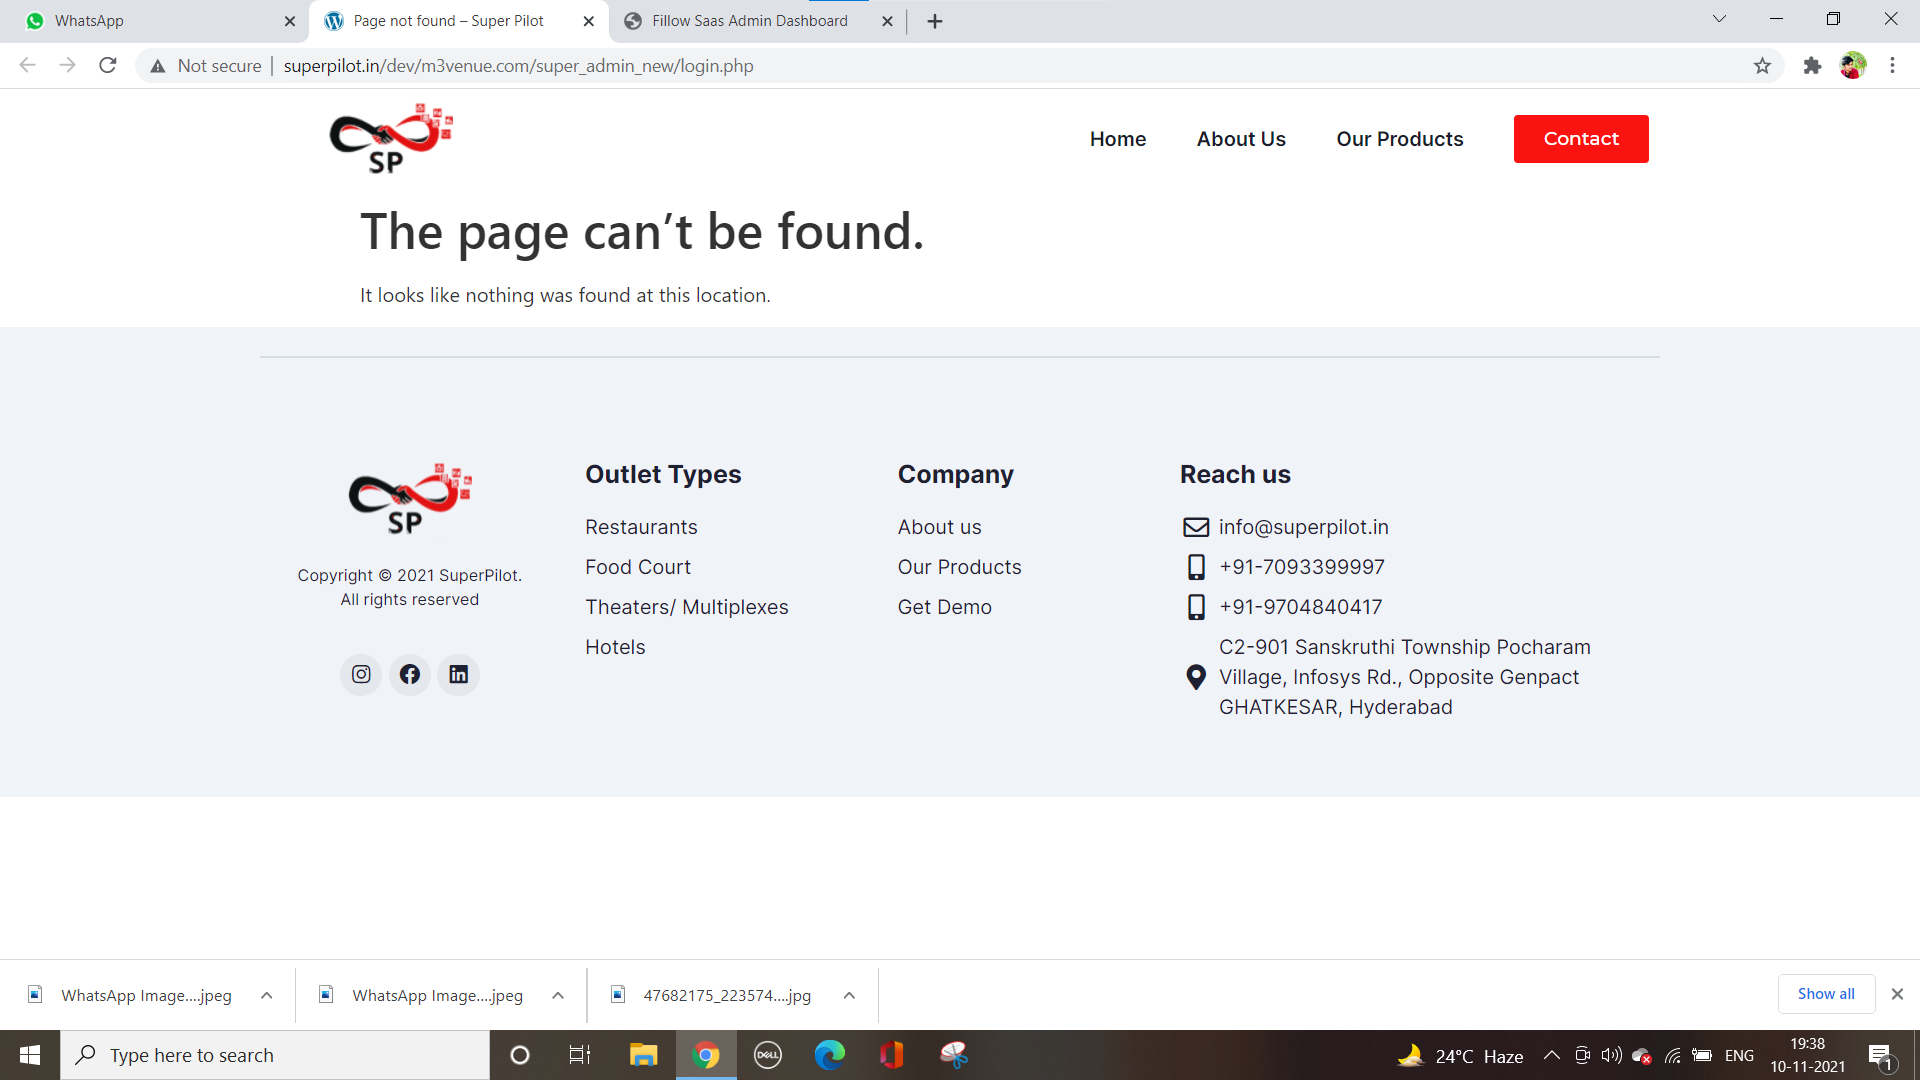 WhatsApp
Page not found – Super Pilot
Fillow Saas Admin Dashboard
Not secure
superpilot.in/dev/m3venue.com/super_admin_new/login.php
SP
Home
About Us
Our Products
Contact
The page can’t be found.
It looks like nothing was found at this location.
SP
Copyright © 2021 SuperPilot.
All rights reserved
Outlet Types
Restaurants
Food Court
Theaters/ Multiplexes
Hotels
Company
About us
Our Products
Get Demo
Reach us
info@superpilot.in
+91-7093399997
+91-9704840417
C2-901 Sanskruthi Township Pocharam
Village, Infosys Rd., Opposite Genpact
GHATKESAR, Hyderabad
WhatsApp Image....jpeg
WhatsApp Image....jpeg
47682175_223574....jpg
Show all
Type here to search
DELL
24°C Haze
ENG
19:38
10-11-2021
1